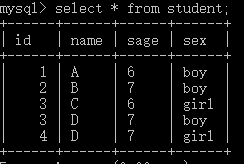 mysql> select * from student;
+------+------+------+------+
| id | name | sage | sex |
+------+------+------+------+
| 1 | A | 6 | boy |
| 2 | B | 7 | boy |
| 3 | C | 6 | girl |
| 3 | D | 7 | boy |
| 4 | D | 7 | girl |
+------+------+------+------+